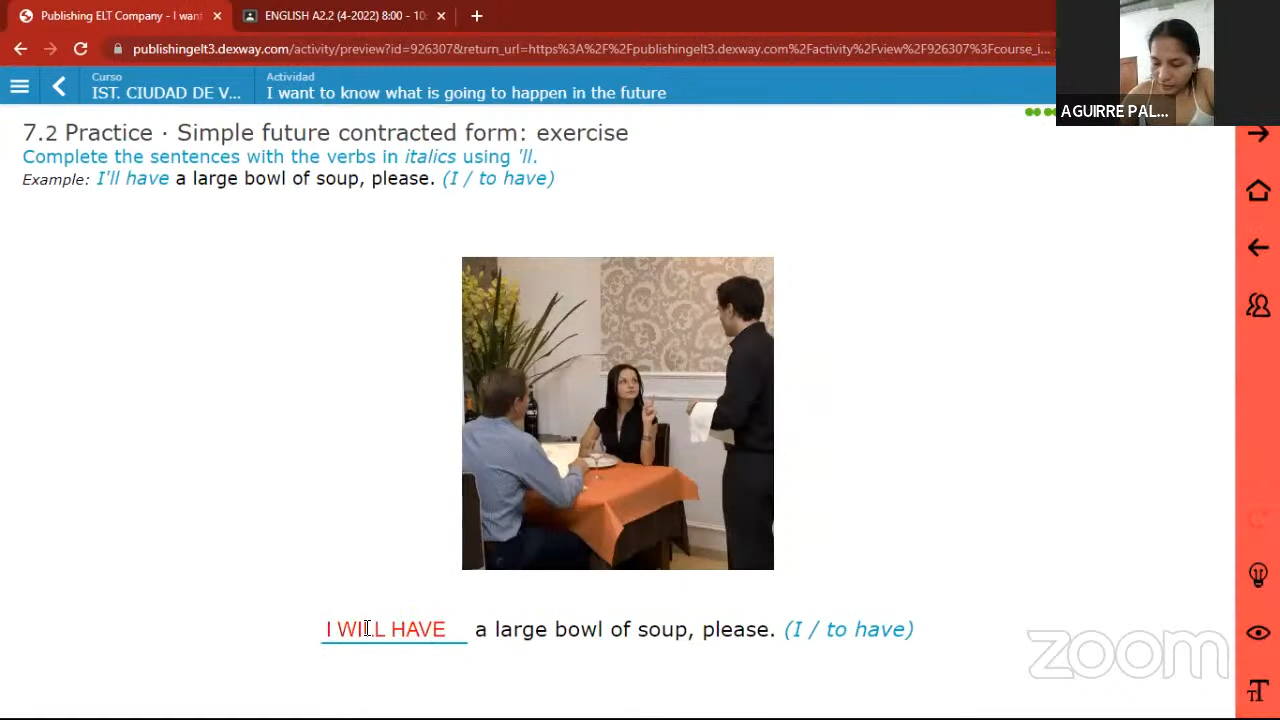 Publishing ELT Company - I wan
ENGLISH A2.2 (4-2022) 8:00 - 10:
publishingelt3.dexway.com/activity/preview?id=926307&return_url=https%3A%2F%2Fpublishingelt3.dexway.com%2Factivity%2Fview%2F926307%3Fcourse_i...
Curso
IST. CIUDAD DE V...
Actividad
I want to know what is going to happen in the future
AGUIRRE PAL...
7.2 Practice · Simple future contracted form: exercise
Complete the sentences with the verbs in italics using 'll.
Example: I'll have a large bowl of soup, please. (I / to have)
I WILL HAVE a large bowl of soup, please. (I / to have)
zoom
TT